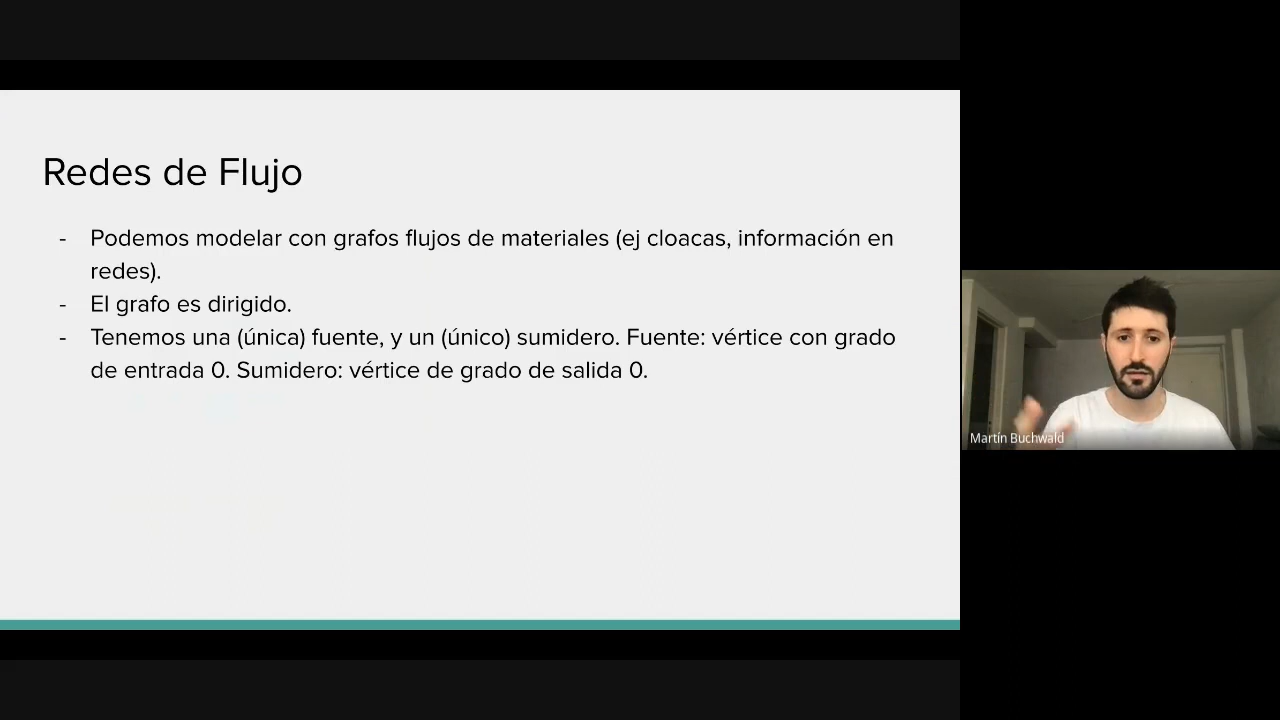 Redes de Flujo
- Podemos modelar con grafos flujos de materiales (ej cloacas, información en
redes).
- El grafo es dirigido.
- Tenemos una (única) fuente, y un (único) sumidero. Fuente: vértice con grado
de entrada 0. Sumidero: vértice de grado de salida 0.
Martín Buchwald